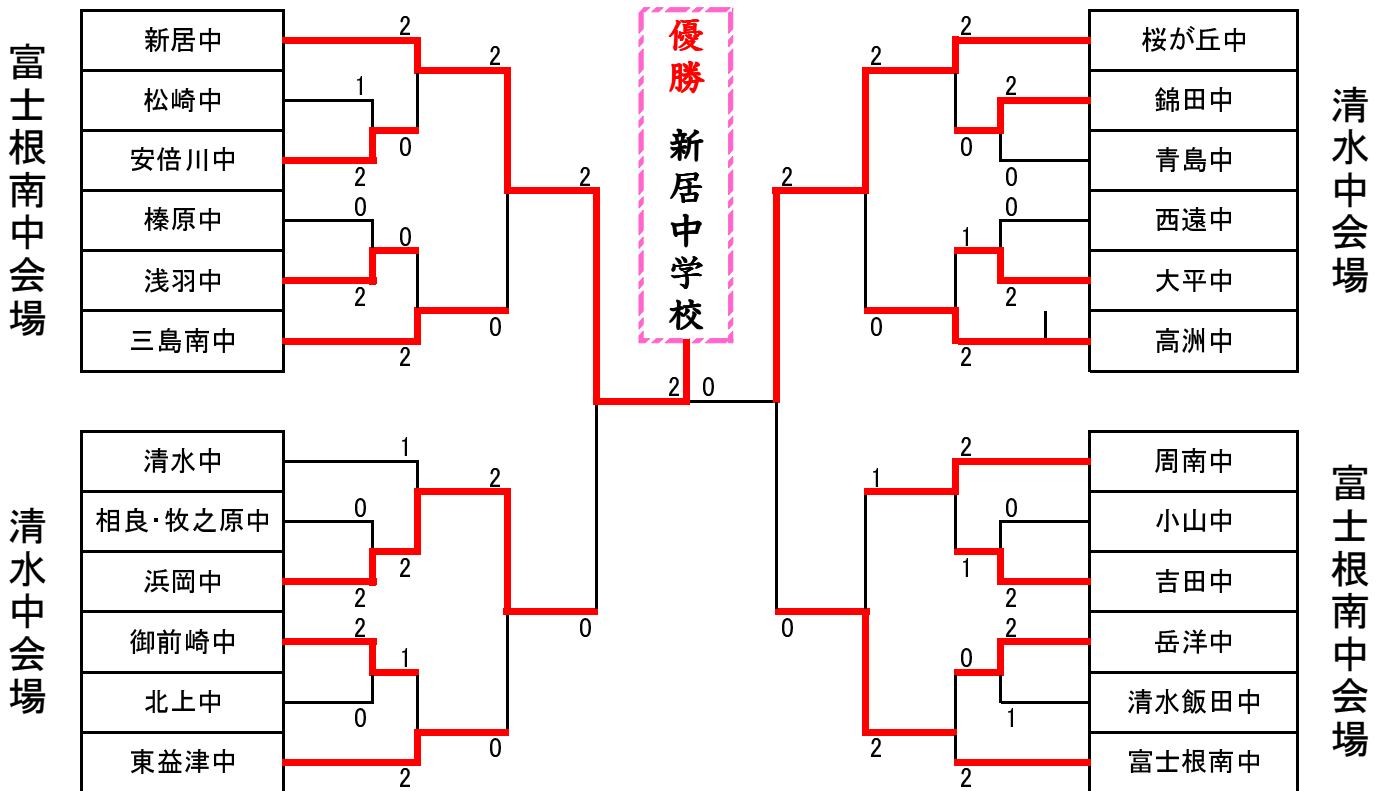 富士根南中会場
新居中
松崎中
安倍川中
榛原中
浅羽中
三島南中
2
1
2
0
0
2
0
2
2
0
2
清水中会場
清水中
相良・牧之原中
浜岡中
御前崎中
北上中
東益津中
1
0
2
2
2
0
1
2
2
0
0
優勝 新居中学校
2 0
清水中会場
桜が丘中
錦田中
青島中
西遠中
大平中
高洲中
2
2
0
0
0
2
1
2
2
0
2
富士根南中会場
周南中
小山中
吉田中
岳洋中
清水飯田中
富士根南中
2
0
2
1
2
1
0
2
1
2
0